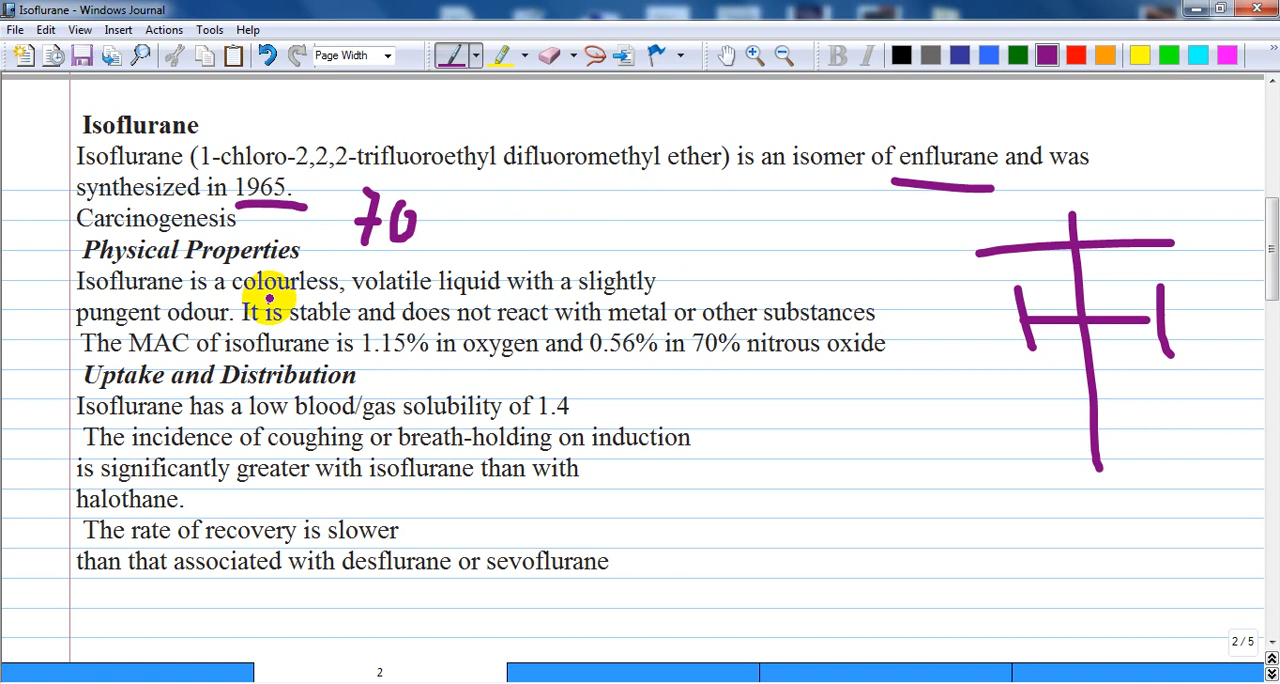 Isoflurane - Windows Journal
File Edit View Insert Actions Tools Help
Page Width
Isoflurane
Isoflurane (1-chloro-2,2,2-trifluoroethyl difluoromethyl ether) is an isomer of enflurane and was
synthesized in 1965.
70
Carcinogenesis
Physical Properties
Isoflurane is a colourless, volatile liquid with a slightly
pungent odour. It is stable and does not react with metal or other substances
The MAC of isoflurane is 1.15% in oxygen and 0.56% in 70% nitrous oxide
Uptake and Distribution
Isoflurane has a low blood/gas solubility of 1.4
The incidence of coughing or breath-holding on induction
is significantly greater with isoflurane than with
halothane.
The rate of recovery is slower
than that associated with desflurane or sevoflurane
2 / 5
2